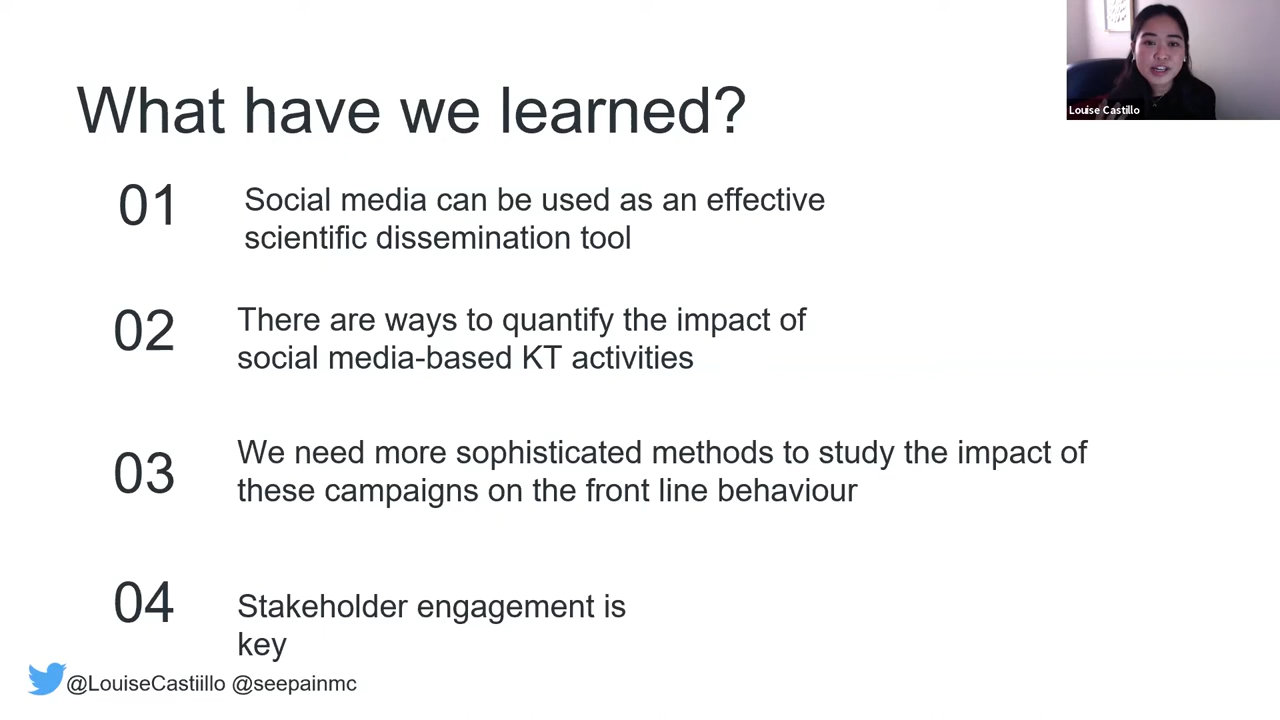 What have we learned?
Louise Castillo
01
Social media can be used as an effective
scientific dissemination tool
02
There are ways to quantify the impact of
social media-based KT activities
03
We need more sophisticated methods to study the impact of
these campaigns on the front line behaviour
04
Stakeholder engagement is
key
@LouiseCastiillo @seepainmc